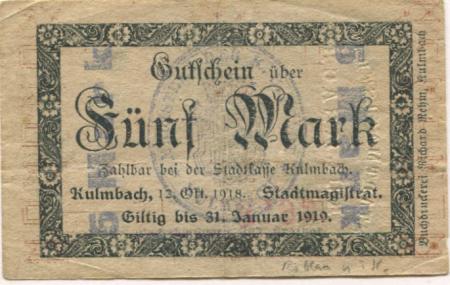 Gutschein über
Fünf Mark
Zahlbar bei der Stadtkasse Kulmbach.
Kulmbach, 12. Okt. 1918. Stadtmagistrat.
Giltig bis 31. Januar 1919.
Buchdruckerei Richard Rehm, Kulmbach